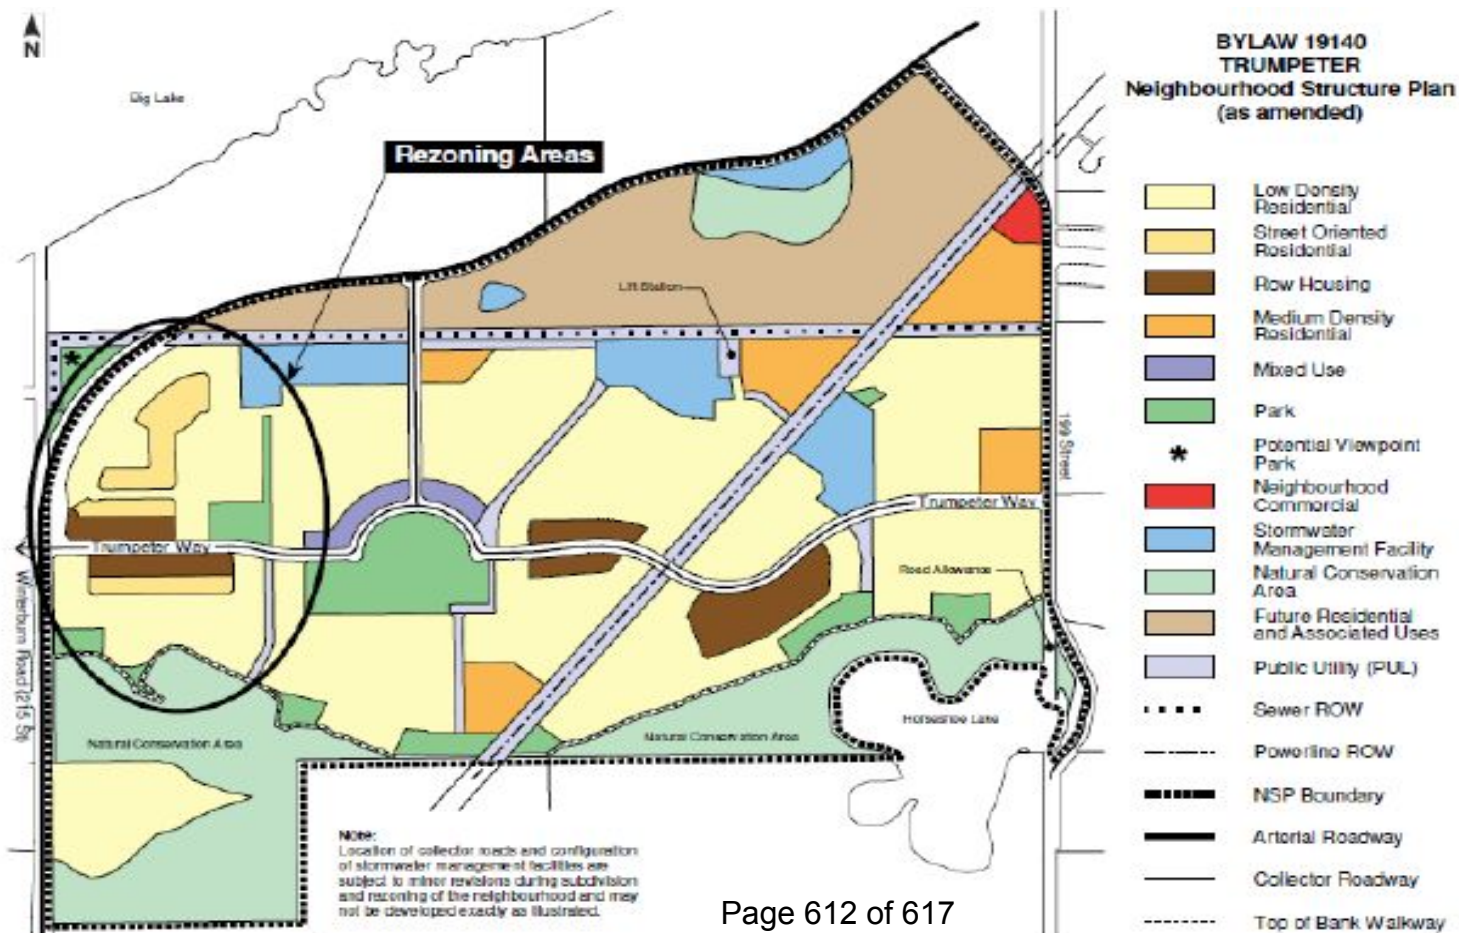 N
Big Lake
Rezoning Areas
Lift Station
Trumpeter Way
Trumpeter Way
199 Street
Road Allowance
Winterburn Road (215 St)
Horseshoe Lake
Natural Conservation Area
Natural Conservation Area
Note:
Location of collector roads and configuration
of stormwater management facilities are
subject to minor revisions during subdivision
and rezoning of the neighbourhood and may
not be developed exactly as illustrated.
Page 612 of 617
BYLAW 19140
TRUMPETER
Neighbourhood Structure Plan
(as amended)
Low Density
Residential
Street Oriented
Residential
Row Housing
Medium Density
Residential
Mixed Use
Park
Potential Viewpoint
Park
Neighbourhood
Commercial
Stormwater
Management Facility
Natural Conservation
Area
Future Residential
and Associated Uses
Public Utility (PUL)
Sewer ROW
Powerline ROW
NSP Boundary
Arterial Roadway
Collector Roadway
Top of Bank Walkway